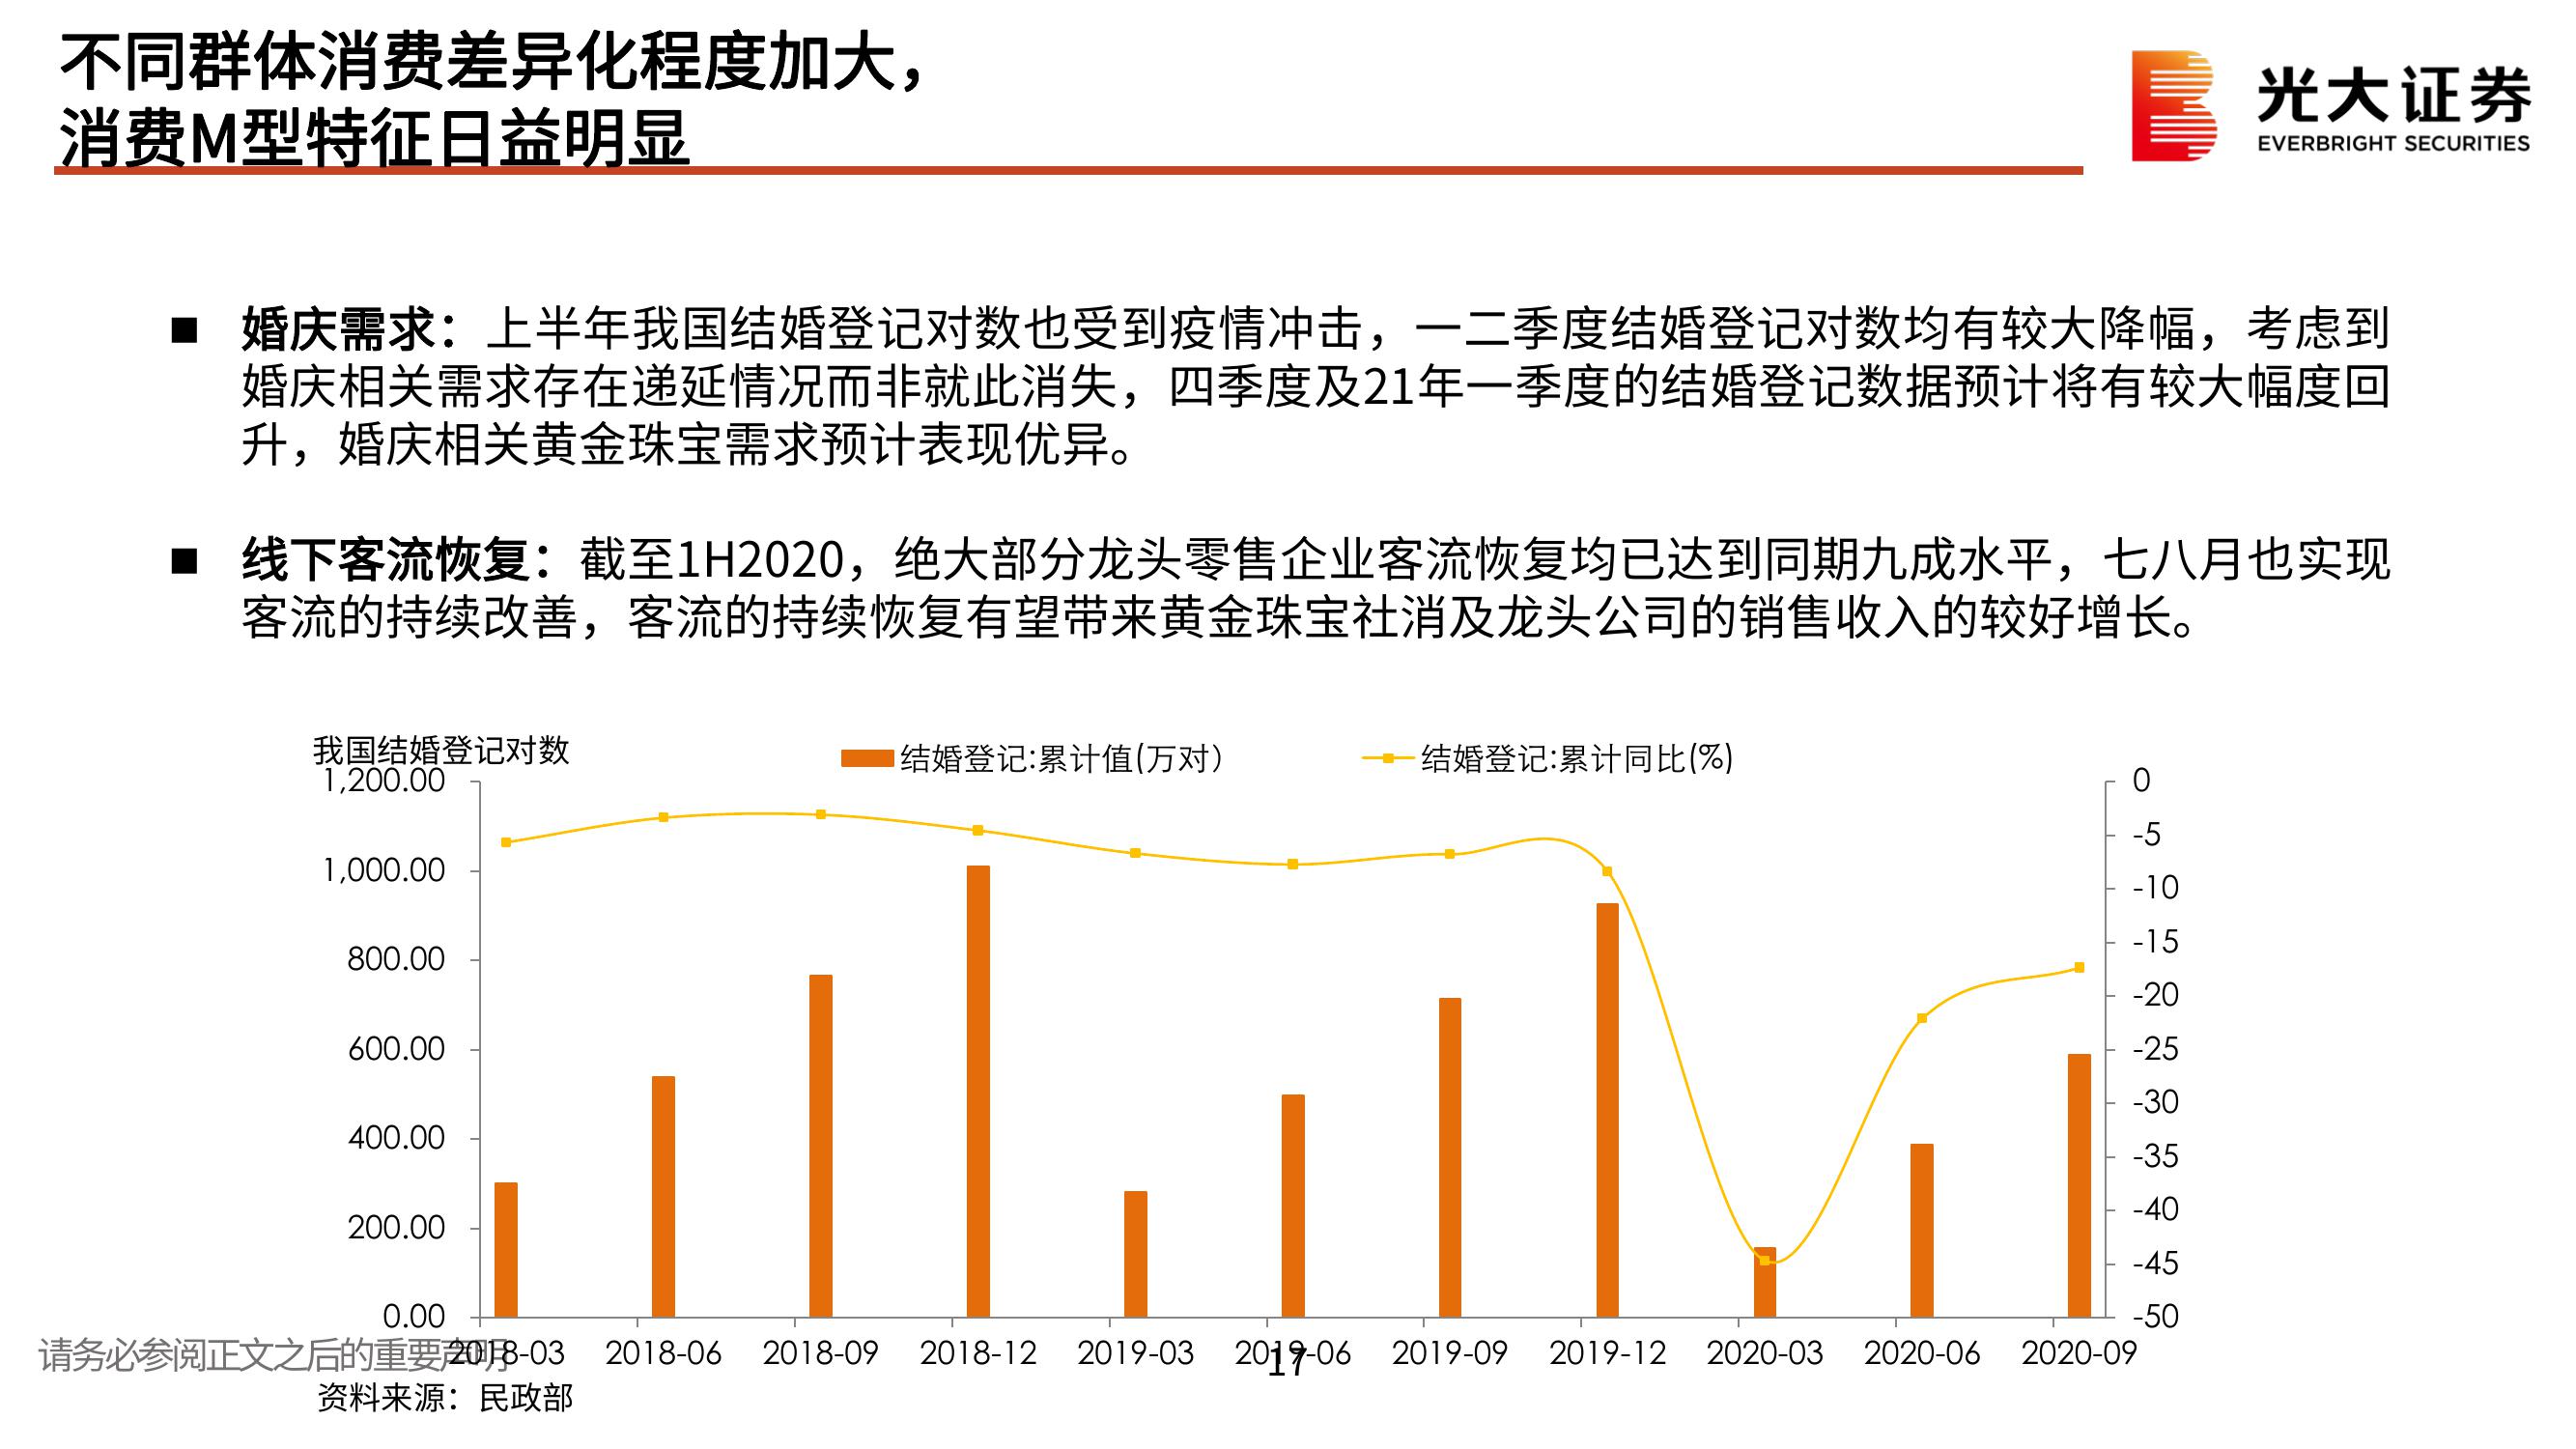 不同群体消费差异化程度加大，
消费M型特征日益明显
光大证券
EVERBRIGHT SECURITIES
■ 婚庆需求：上半年我国结婚登记对数也受到疫情冲击，一二季度结婚登记对数均有较大降幅，考虑到
婚庆相关需求存在递延情况而非就此消失，四季度及21年一季度的结婚登记数据预计将有较大幅度回
升，婚庆相关黄金珠宝需求预计表现优异。
■ 线下客流恢复：截至1H2020，绝大部分龙头零售企业客流恢复均已达到同期九成水平，七八月也实现
客流的持续改善，客流的持续恢复有望带来黄金珠宝社消及龙头公司的销售收入的较好增长。
我国结婚登记对数
结婚登记:累计值(万对）
结婚登记:累计同比(%)
1,200.00
1,000.00
800.00
600.00
400.00
200.00
0.00
0
-5
-10
-15
-20
-25
-30
-35
-40
-45
-50
2018-03 2018-06 2018-09 2018-12 2019-03 2019-06 2019-09 2019-12 2020-03 2020-06 2020-09
请务必参阅正文之后的重要声明
17
资料来源：民政部